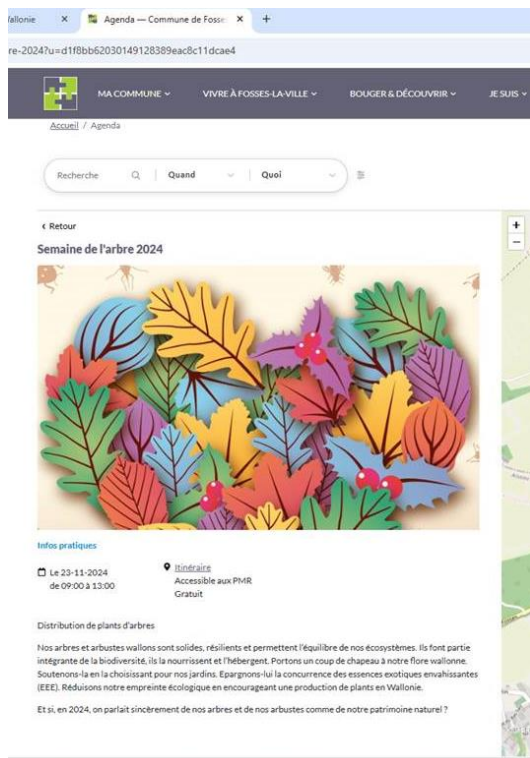 allonie
Agenda — Commune de Fosse
re-2024?u=d1f8bb62030149128389eac8c11dcae4
MA COMMUNE
VIVRE À FOSSES-LA-VILLE
BOUGER & DÉCOUVRIR
JE SUIS
Accueil / Agenda
Recherche
Quand
Quoi
< Retour
Semaine de l'arbre 2024
+
−
Infos pratiques
Le 23-11-2024
de 09:00 à 13:00
Itinéraire
Accessible aux PMR
Gratuit
Distribution de plants d'arbres
Nos arbres et arbustes wallons sont solides, résilients et permettent l'équilibre de nos écosystèmes. Ils font partie
intégrante de la biodiversité, ils la nourrissent et l'hébergent. Portons un coup de chapeau à notre flore wallonne.
Soutenons-la en la choisissant pour nos jardins. Epargnons-lui la concurrence des essences exotiques envahissantes
(EEE). Réduisons notre empreinte écologique en encourageant une production de plants en Wallonie.
Et si, en 2024, on parlait sincèrement de nos arbres et de nos arbustes comme de notre patrimoine naturel ?